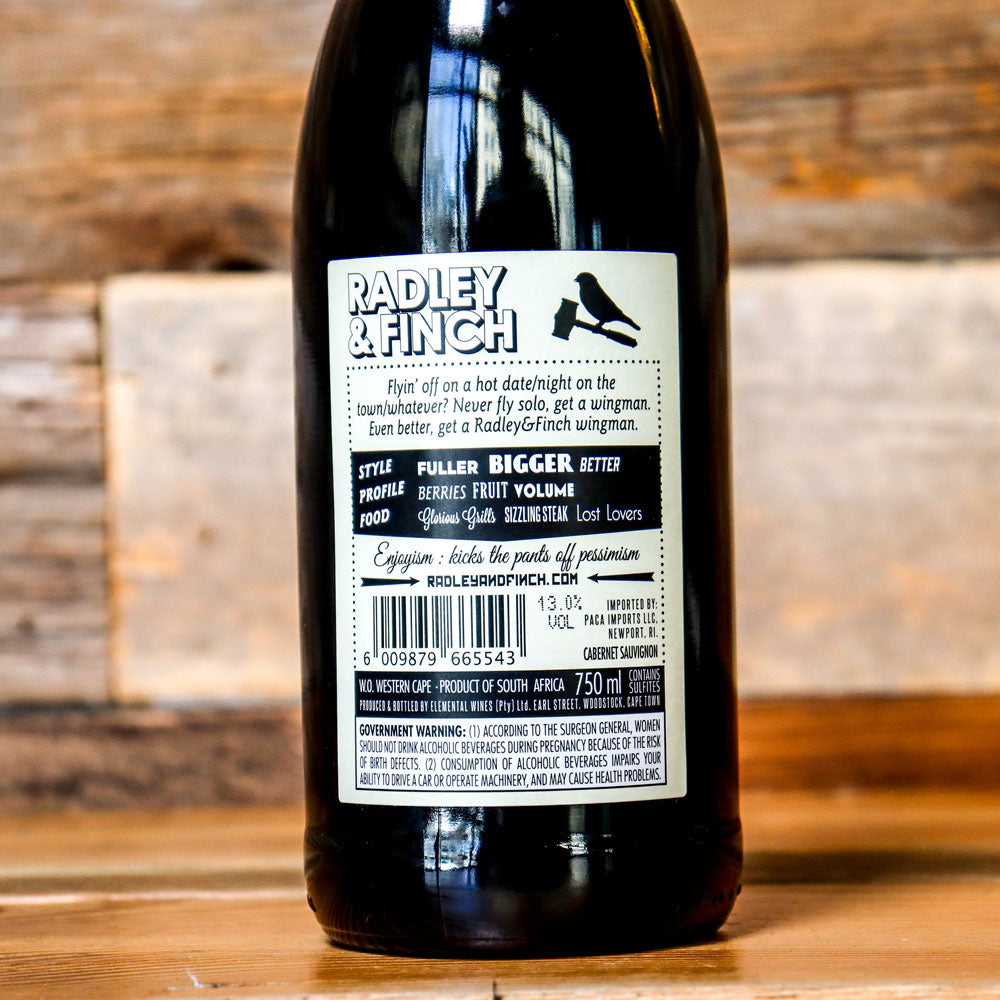 RADLEY
& FINCH
Flyin' off on a hot date/night on the
town/whatever? Never fly solo, get a wingman.
Even better, get a Radley&Finch wingman.
STYLE FULLER BIGGER BETTER
PROFILE BERRIES FRUIT VOLUME
FOOD Glorious Grills SIZZLING STEAK Lost Lovers
Enjoyism : kicks the pants off pessimism
RADLEYANDFINCH.COM
13.0%
VOL
IMPORTED BY:
PACA IMPORTS LLC.
NEWPORT, RI.
CABERNET SAUVIGNON
6 009879 665543
W.O. WESTERN CAPE · PRODUCT OF SOUTH AFRICA 750 ml CONTAINS
SULFITES
PRODUCED & BOTTLED BY ELEMENTAL WINES (Pty) Ltd. EARL STREET, WOODSTOCK, CAPE TOWN
GOVERNMENT WARNING: (1) ACCORDING TO THE SURGEON GENERAL, WOMEN
SHOULD NOT DRINK ALCOHOLIC BEVERAGES DURING PREGNANCY BECAUSE OF THE RISK
OF BIRTH DEFECTS. (2) CONSUMPTION OF ALCOHOLIC BEVERAGES IMPAIRS YOUR
ABILITY TO DRIVE A CAR OR OPERATE MACHINERY, AND MAY CAUSE HEALTH PROBLEMS.